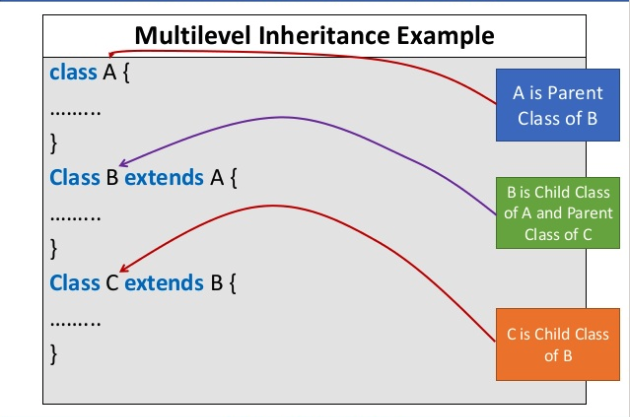 Multilevel Inheritance Example
class A {
.........
}
Class B extends A {
.........
}
Class C extends B {
.........
}
A is Parent
Class of B
B is Child Class
of A and Parent
Class of C
C is Child Class
of B